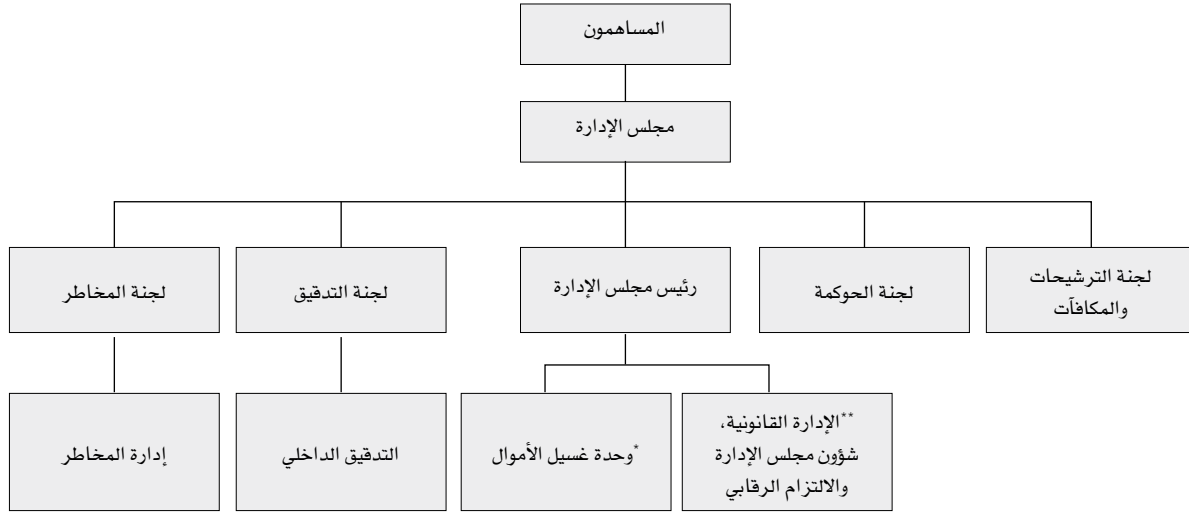 المساهمون
مجلس الإدارة
لجنة الترشيحات
والمكافآت
لجنة الحوكمة
رئيس مجلس الإدارة
لجنة التدقيق
لجنة المخاطر
**الإدارة القانونية،
شؤون مجلس الإدارة
والالتزام الرقابي
*وحدة غسيل الأموال
التدقيق الداخلي
إدارة المخاطر